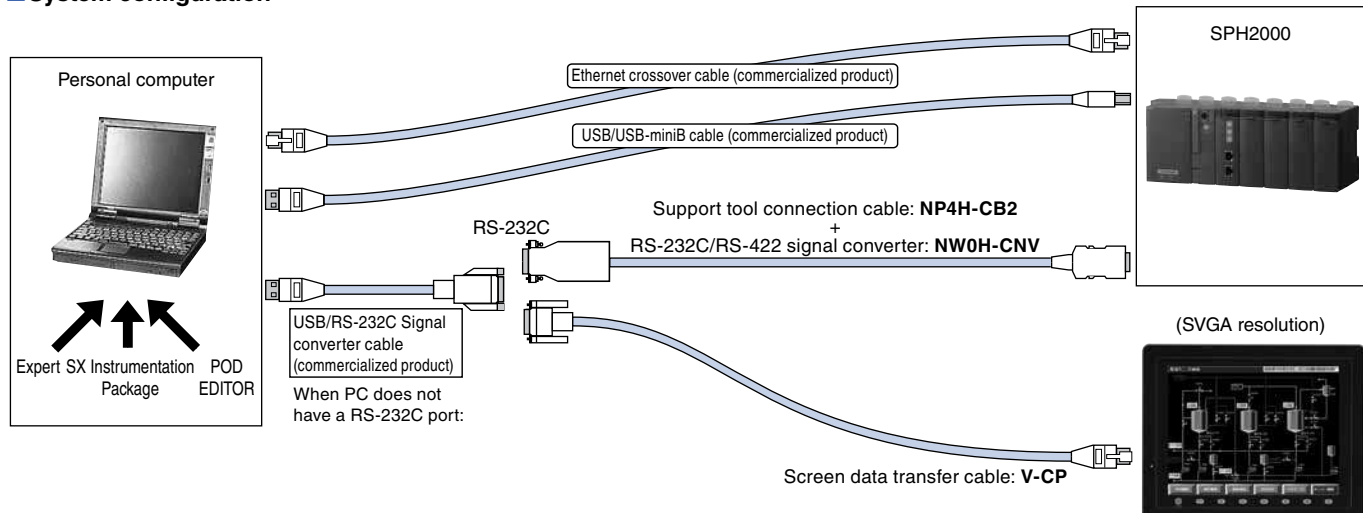 System configuration
Personal computer
SPH2000
Ethernet crossover cable (commercialized product)
USB/USB-miniB cable (commercialized product)
RS-232C
Support tool connection cable: NP4H-CB2
+
RS-232C/RS-422 signal converter: NW0H-CNV
USB/RS-232C Signal
converter cable
(commercialized product)
When PC does not
have a RS-232C port:
Expert
SX Instrumentation
Package
POD
EDITOR
(SVGA resolution)
Screen data transfer cable: V-CP